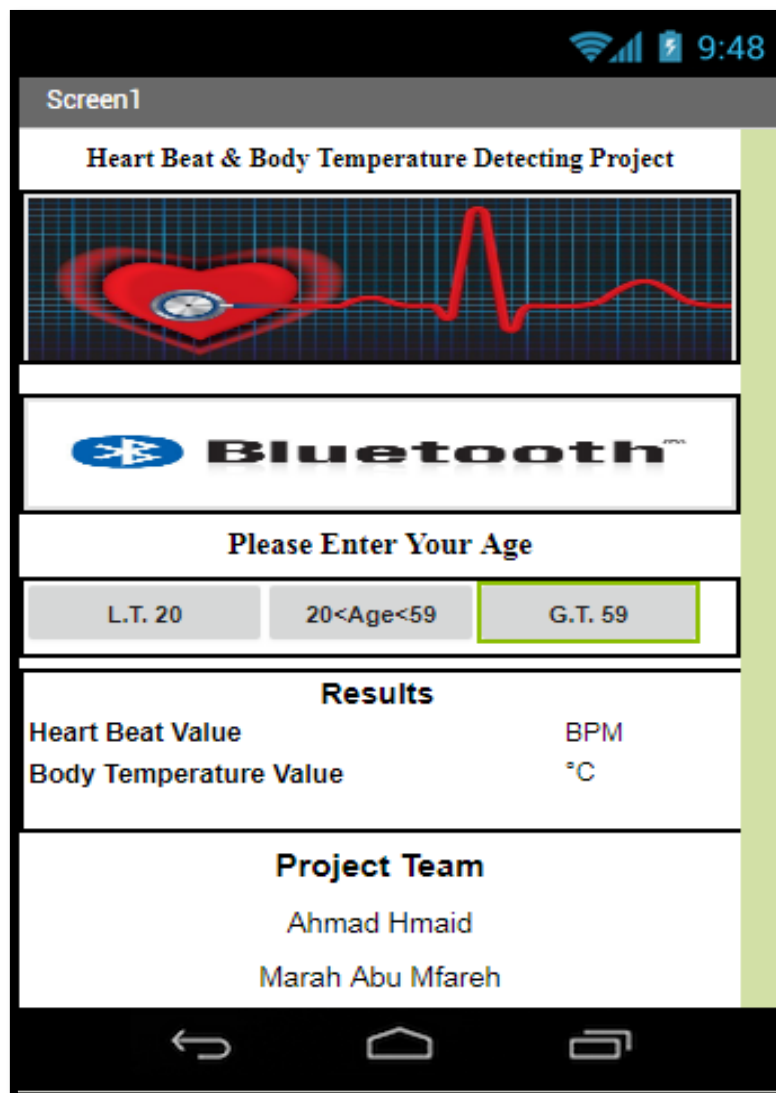 9:48
Screen1
Heart Beat & Body Temperature Detecting Project
Bluetooth™
Please Enter Your Age
L.T. 20 20<Age<59 G.T. 59
Results
Heart Beat Value BPM
Body Temperature Value °C
Project Team
Ahmad Hmaid
Marah Abu Mfareh